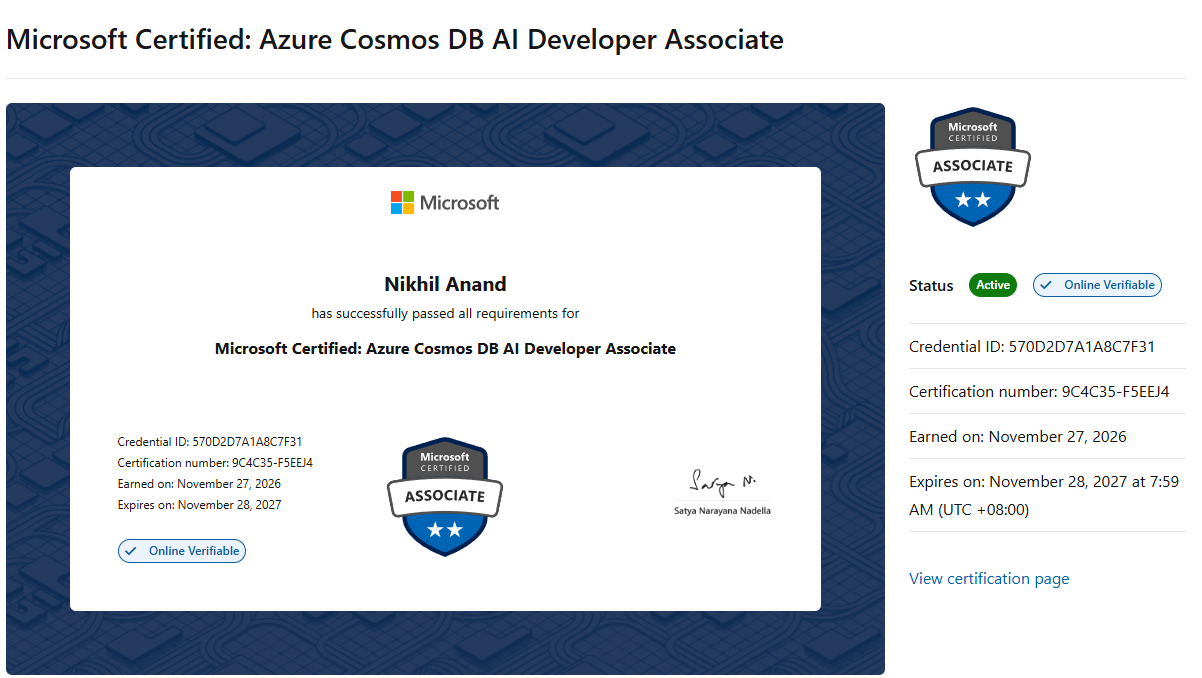 Microsoft Certified: Azure Cosmos DB AI Developer Associate
Microsoft
Nikhil Anand
has successfully passed all requirements for
Microsoft Certified: Azure Cosmos DB AI Developer Associate
Credential ID: 570D2D7A1A8C7F31
Certification number: 9C4C35-F5EEJ4
Earned on: November 27, 2026
Expires on: November 28, 2027
Online Verifiable
Microsoft
CERTIFIED
ASSOCIATE
Satya N.
Satya Narayana Nadella
Microsoft
CERTIFIED
ASSOCIATE
Status Active Online Verifiable
Credential ID: 570D2D7A1A8C7F31
Certification number: 9C4C35-F5EEJ4
Earned on: November 27, 2026
Expires on: November 28, 2027 at 7:59
AM (UTC +08:00)
View certification page